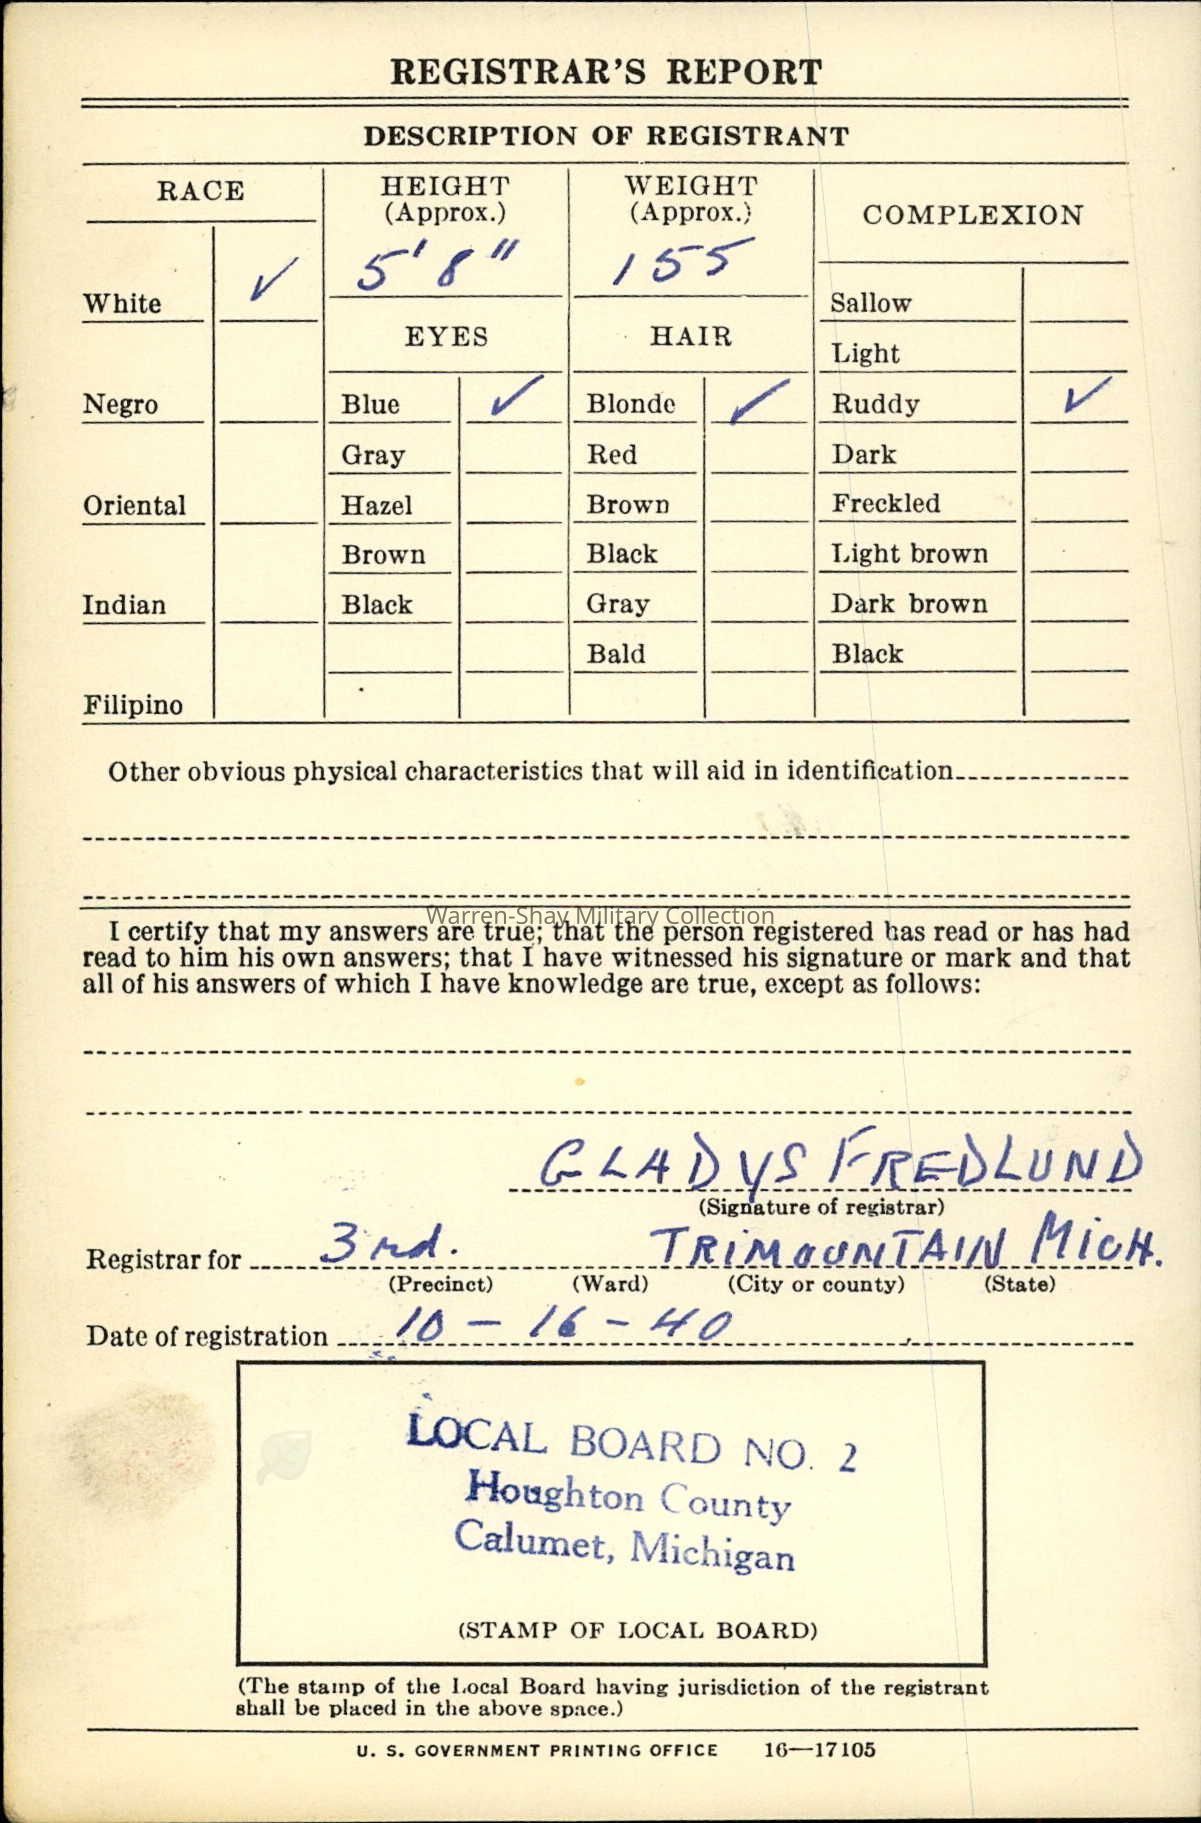 REGISTRAR'S REPORT
DESCRIPTION OF REGISTRANT
RACE
HEIGHT
(Approx.)
WEIGHT
(Approx.)
COMPLEXION
5' 8"
155
White ✓
Sallow
EYES
HAIR
Light
Negro
Blue ✓
Blonde ✓
Ruddy ✓
Gray
Red
Dark
Oriental
Hazel
Brown
Freckled
Brown
Black
Light brown
Indian
Black
Gray
Dark brown
Bald
Black
Filipino
Other obvious physical characteristics that will aid in identification
Warren-Shay Military Collection
I certify that my answers are true; that the person registered has read or has had
read to him his own answers; that I have witnessed his signature or mark and that
all of his answers of which I have knowledge are true, except as follows:
GLADYS FREDLUND
(Signature of registrar)
Registrar for 3rd. TRIMOUNTAIN MICH.
(Precinct) (Ward) (City or county) (State)
Date of registration 10-16-40
LOCAL BOARD NO. 2
Houghton County
Calumet, Michigan
(STAMP OF LOCAL BOARD)
(The stamp of the Local Board having jurisdiction of the registrant
shall be placed in the above space.)
U. S. GOVERNMENT PRINTING OFFICE 16—17105